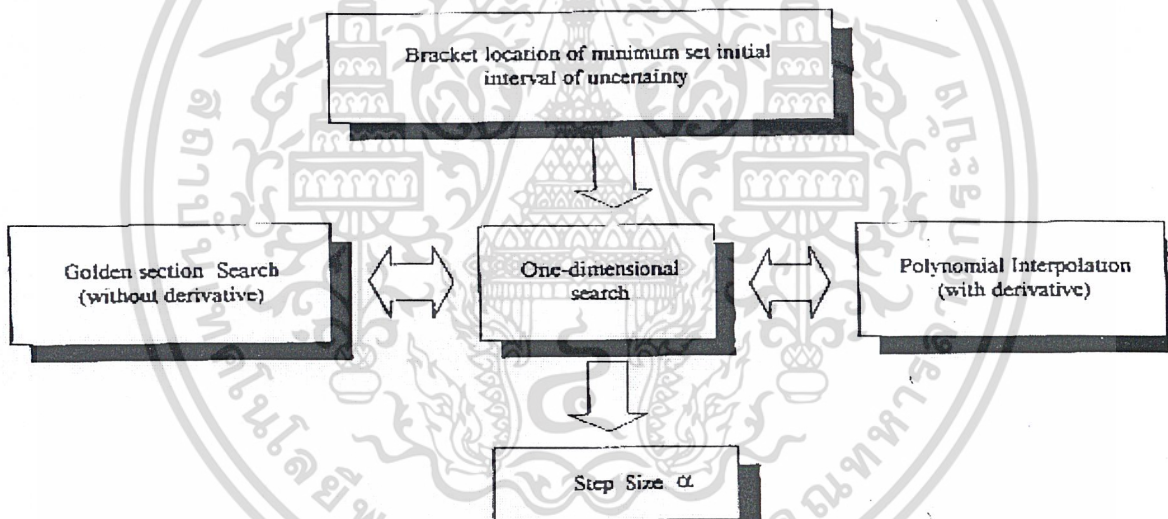 Bracket location of minimum set initial
interval of uncertainty
Golden section Search
(without derivative)
One-dimensional
search
Polynomial Interpolation
(with derivative)
Step Size α